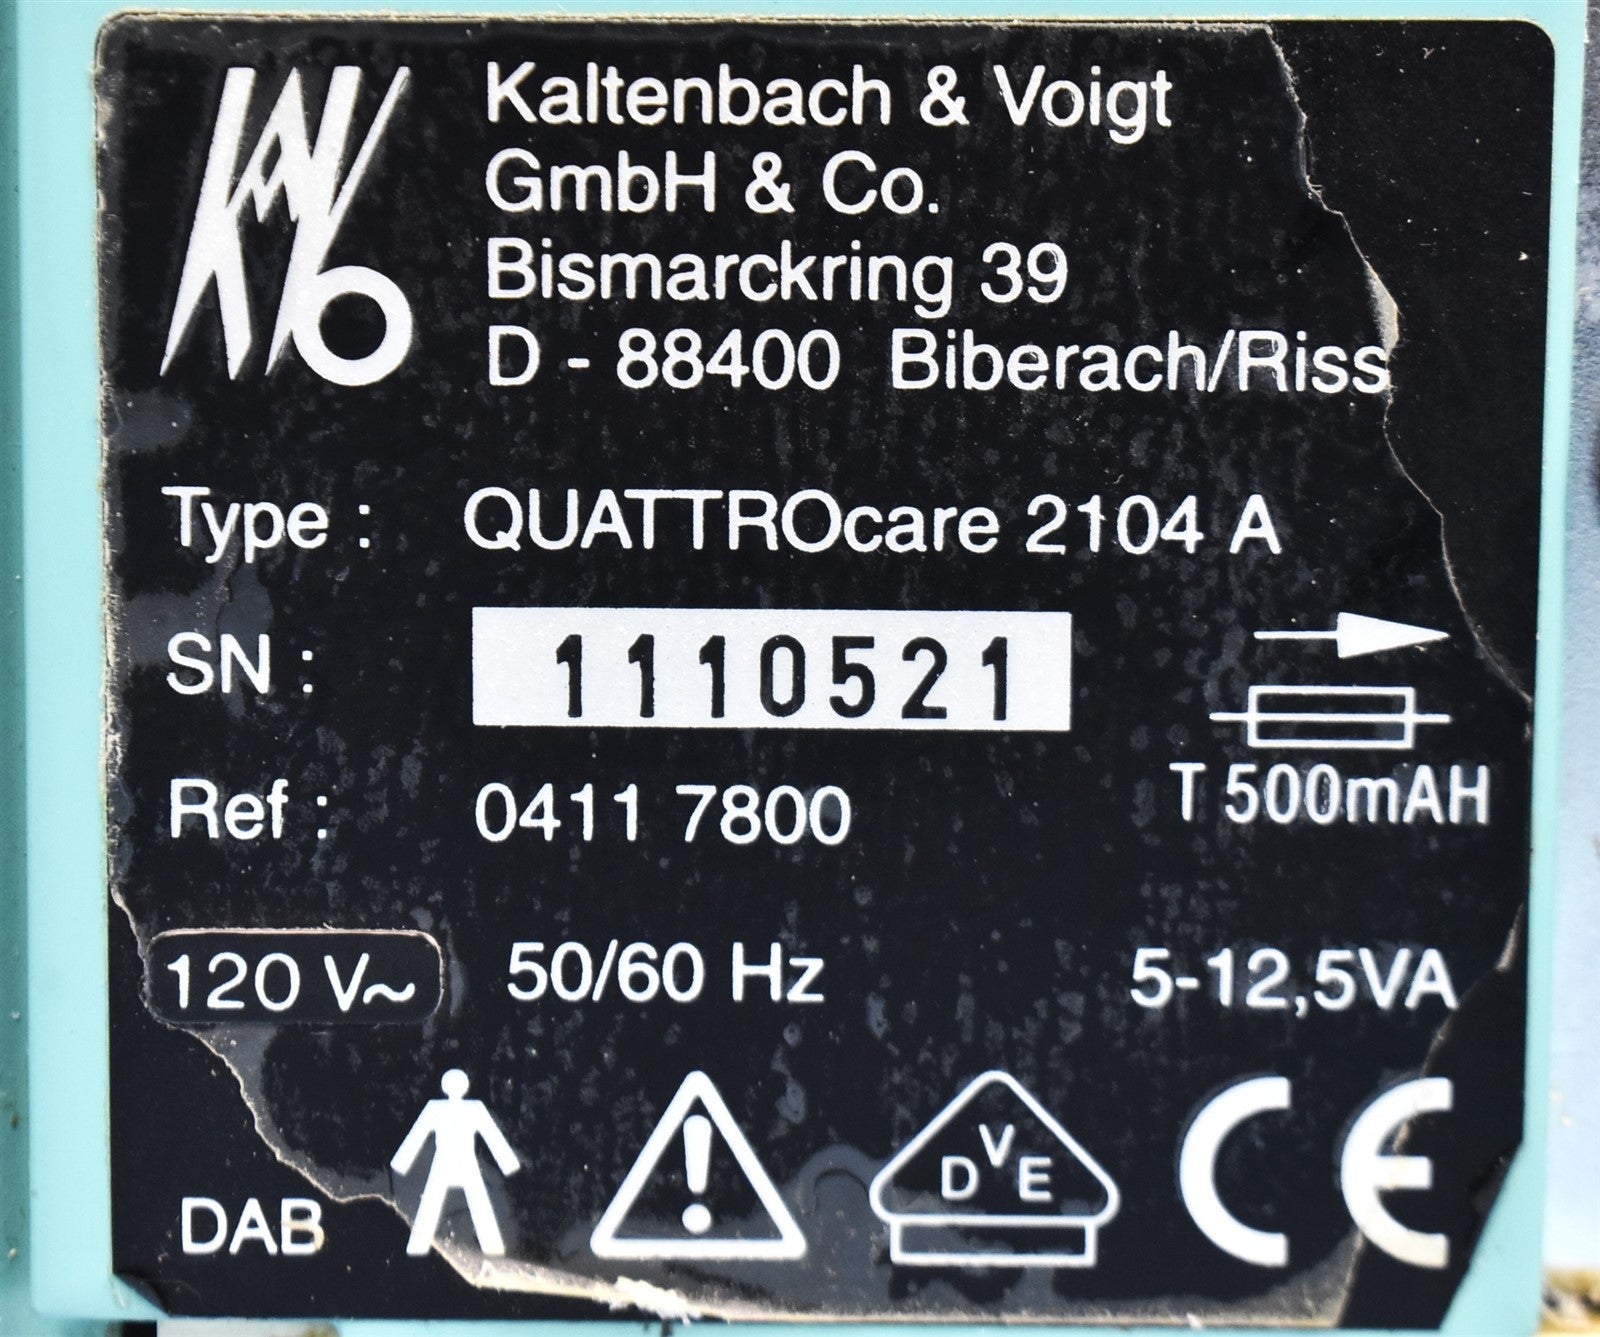 KAVO
Kaltenbach & Voigt
GmbH & Co.
Bismarckring 39
D - 88400 Biberach/Riss
Type : QUATTROcare 2104 A
SN : 1110521
Ref : 0411 7800
T 500mAH
120 V~ 50/60 Hz 5-12,5VA
DAB
DVE
CE